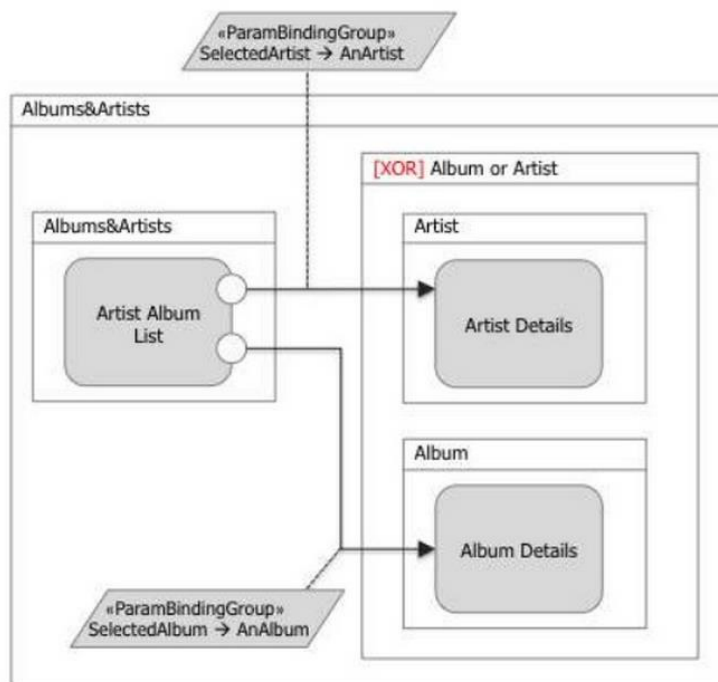 «ParamBindingGroup»
SelectedArtist → AnArtist
Albums&Artists
[XOR] Album or Artist
Albums&Artists
Artist
Artist Album
List
Artist Details
Album
Album Details
«ParamBindingGroup»
SelectedAlbum → AnAlbum